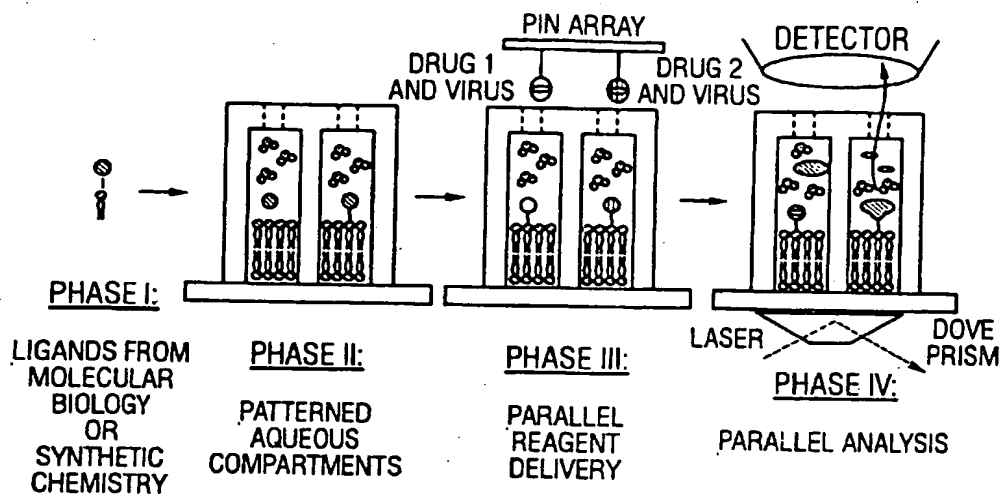 PIN ARRAY
DRUG 1
AND VIRUS
DRUG 2
AND VIRUS
DETECTOR
PHASE I:
LIGANDS FROM
MOLECULAR
BIOLOGY
OR
SYNTHETIC
CHEMISTRY
PHASE II:
PATTERNED
AQUEOUS
COMPARTMENTS
PHASE III:
PARALLEL
REAGENT
DELIVERY
LASER
DOVE
PRISM
PHASE IV:
PARALLEL ANALYSIS